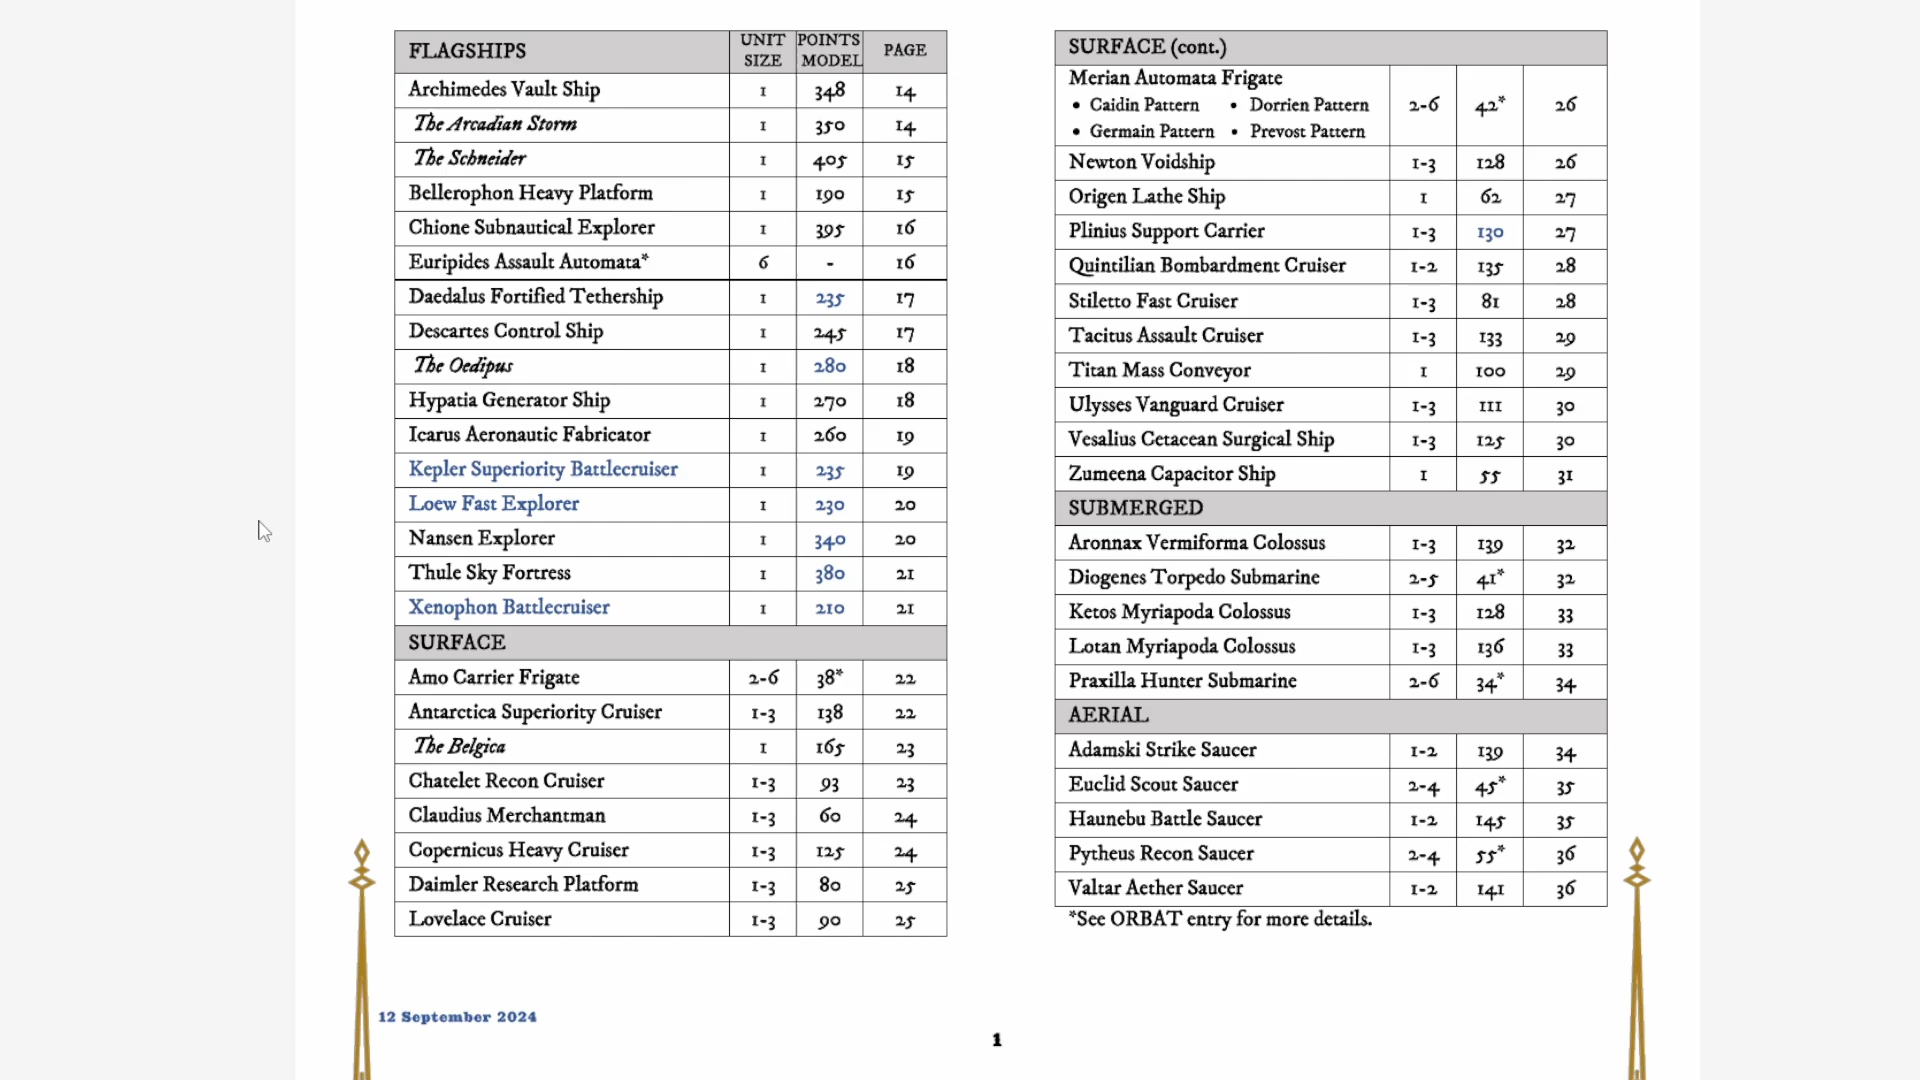 FLAGSHIPS UNIT SIZE POINTS MODEL PAGE
Archimedes Vault Ship 1 348 14
The Arcadian Storm 1 350 14
The Schneider 1 405 15
Bellerophon Heavy Platform 1 190 15
Chione Subnautical Explorer 1 395 16
Euripides Assault Automata* 6 - 16
Daedalus Fortified Tethership 1 235 17
Descartes Control Ship 1 245 17
The Oedipus 1 280 18
Hypatia Generator Ship 1 270 18
Icarus Aeronautic Fabricator 1 260 19
Kepler Superiority Battlecruiser 1 235 19
Loew Fast Explorer 1 230 20
Nansen Explorer 1 340 20
Thule Sky Fortress 1 380 21
Xenophon Battlecruiser 1 210 21
SURFACE
Amo Carrier Frigate 2-6 38* 22
Antarctica Superiority Cruiser 1-3 138 22
The Belgica 1 165 23
Chatelet Recon Cruiser 1-3 93 23
Claudius Merchantman 1-3 60 24
Copernicus Heavy Cruiser 1-3 125 24
Daimler Research Platform 1-3 80 25
Lovelace Cruiser 1-3 90 25
SURFACE (cont.)
Merian Automata Frigate
• Caidin Pattern • Dorrien Pattern 2-6 42* 26
• Germain Pattern • Prevost Pattern
Newton Voidship 1-3 128 26
Origen Lathe Ship 1 62 27
Plinius Support Carrier 1-3 130 27
Quintilian Bombardment Cruiser 1-2 135 28
Stiletto Fast Cruiser 1-3 81 28
Tacitus Assault Cruiser 1-3 133 29
Titan Mass Conveyor 1 100 29
Ulysses Vanguard Cruiser 1-3 111 30
Vesalius Cetacean Surgical Ship 1-3 125 30
Zumeena Capacitor Ship 1 55 31
SUBMERGED
Aronnax Vermiforma Colossus 1-3 139 32
Diogenes Torpedo Submarine 2-5 41* 32
Ketos Myriapoda Colossus 1-3 128 33
Lotan Myriapoda Colossus 1-3 136 33
Praxilla Hunter Submarine 2-6 34* 34
AERIAL
Adamski Strike Saucer 1-2 139 34
Euclid Scout Saucer 2-4 45* 35
Haunebu Battle Saucer 1-2 145 35
Pytheus Recon Saucer 2-4 55* 36
Valtar Aether Saucer 1-2 141 36
*See ORBAT entry for more details.
12 September 2024
1